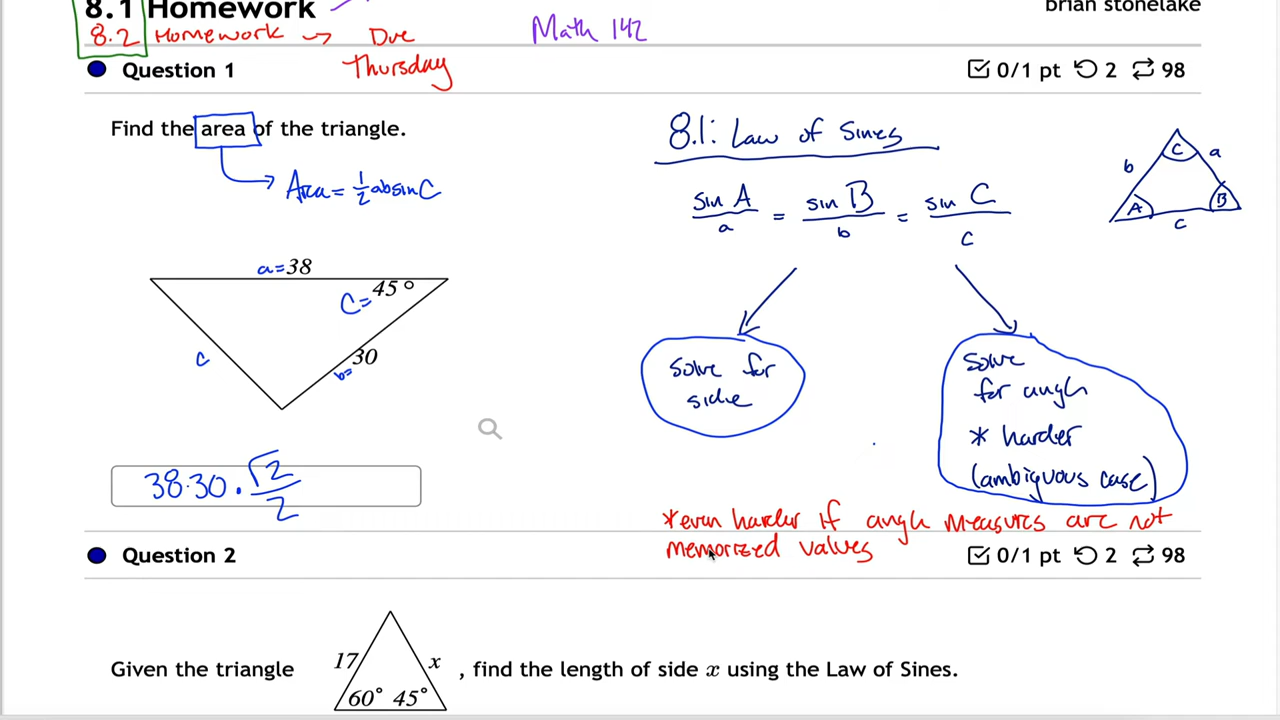 8.1 Homework
brian stonelake
8.2 Homework → Due Thursday
Math 142
Question 1
0/1 pt 2 98
Find the area of the triangle.
Area = 1/2 ab sin C
a=38
C= 45°
c
b= 30
38·30·√2/2
8.1: Law of Sines
sin A/a = sin B/b = sin C/c
C
b
a
A
B
c
solve for
side
solve
for angle
* harder
(ambiguous case)
*even harder if angle measures are not
memorized values
Question 2
0/1 pt 2 98
17
x
60° 45°
Given the triangle , find the length of side x using the Law of Sines.